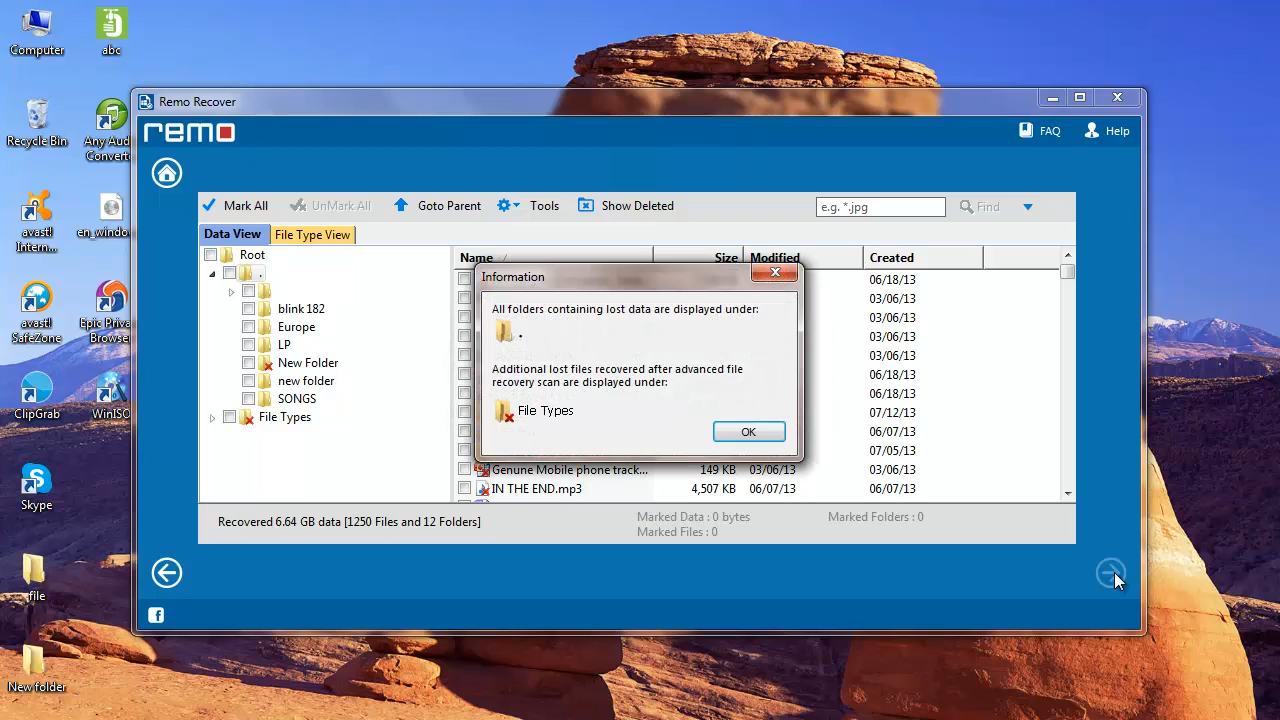 Computer
abc
Recycle Bin
Any Aud
Converte
avast!
Intern...
en_windo
avast!
SafeZone
Epic Priva
Browser
ClipGrab
WinISO
Skype
file
New folder
Remo Recover
remo
FAQ
Help
Mark All
UnMark All
Goto Parent
Tools
Show Deleted
e.g. *.jpg
Find
Data View
File Type View
Root
.
blink 182
Europe
LP
New Folder
new folder
SONGS
File Types
Name
Size
Modified
Created
06/18/13
03/06/13
03/06/13
03/06/13
03/06/13
06/18/13
06/18/13
07/12/13
06/07/13
07/05/13
Genune Mobile phone track... 149 KB 03/06/13 03/06/13
IN THE END.mp3 4,507 KB 06/07/13 06/07/13
Information
All folders containing lost data are displayed under:
.
Additional lost files recovered after advanced file
recovery scan are displayed under:
File Types
OK
Recovered 6.64 GB data [1250 Files and 12 Folders]
Marked Data : 0 bytes
Marked Files : 0
Marked Folders : 0